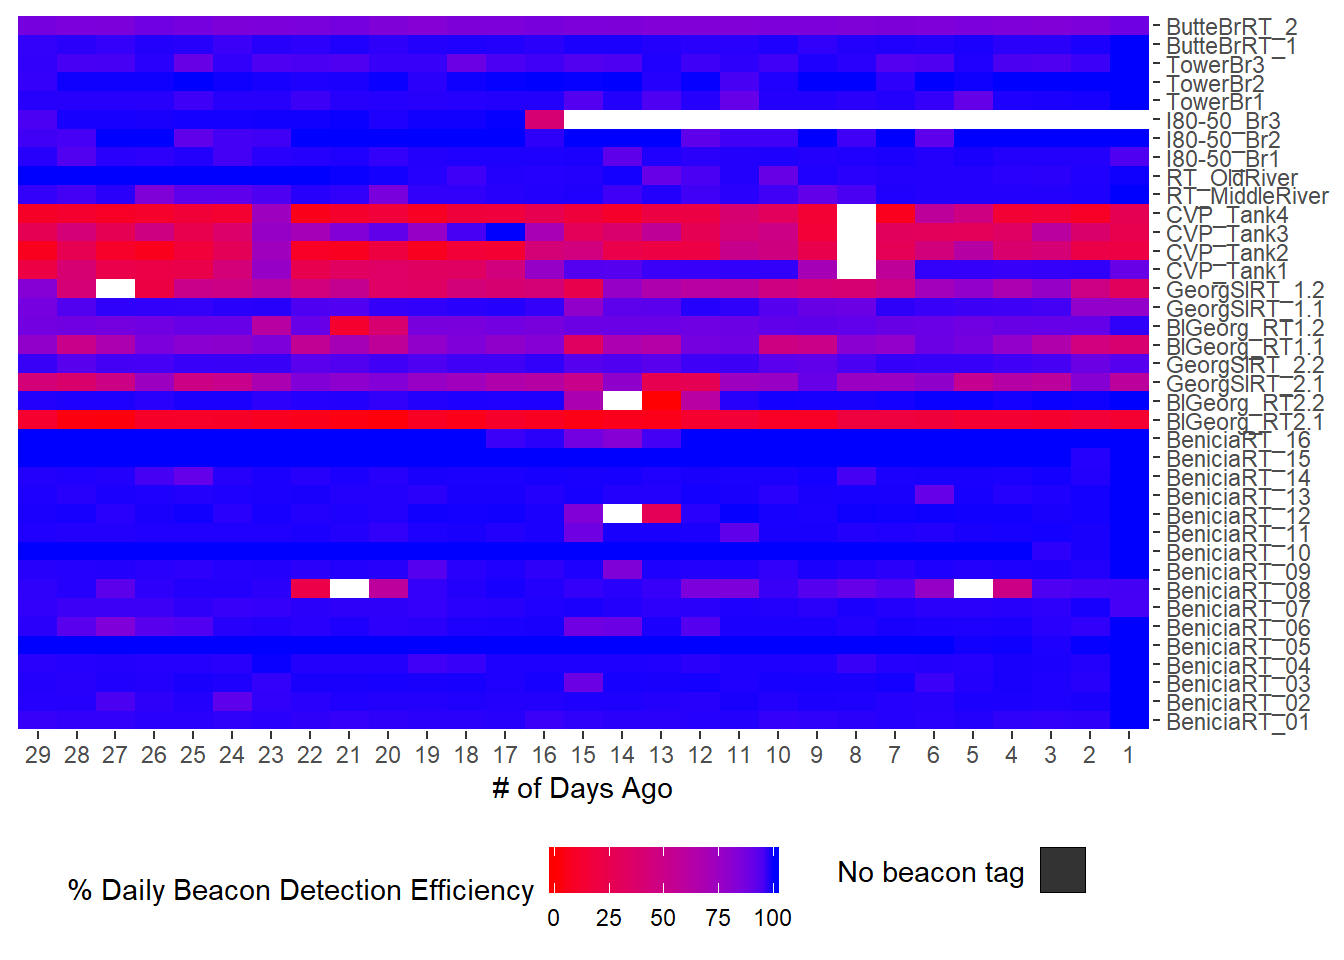 ButteBrRT_2
ButteBrRT_1
TowerBr3
TowerBr2
TowerBr1
I80-50_Br3
I80-50_Br2
I80-50_Br1
RT_OldRiver
RT_MiddleRiver
CVP_Tank4
CVP_Tank3
CVP_Tank2
CVP_Tank1
GeorgSlRT_1.2
GeorgSlRT_1.1
BlGeorg_RT1.2
BlGeorg_RT1.1
GeorgSlRT_2.2
GeorgSlRT_2.1
BlGeorg_RT2.2
BlGeorg_RT2.1
BeniciaRT_16
BeniciaRT_15
BeniciaRT_14
BeniciaRT_13
BeniciaRT_12
BeniciaRT_11
BeniciaRT_10
BeniciaRT_09
BeniciaRT_08
BeniciaRT_07
BeniciaRT_06
BeniciaRT_05
BeniciaRT_04
BeniciaRT_03
BeniciaRT_02
BeniciaRT_01
29 28 27 26 25 24 23 22 21 20 19 18 17 16 15 14 13 12 11 10 9 8 7 6 5 4 3 2 1
# of Days Ago
% Daily Beacon Detection Efficiency
0 25 50 75 100
No beacon tag